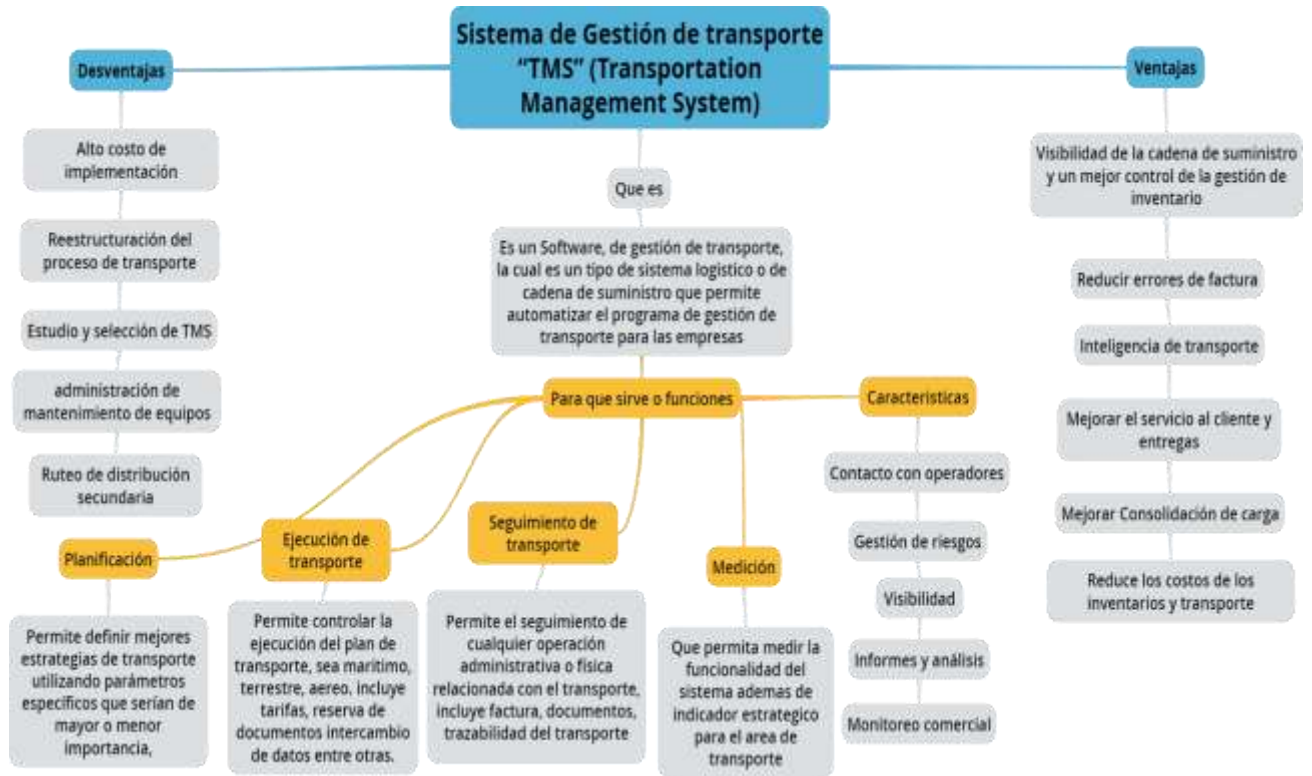 Sistema de Gestión de transporte
“TMS” (Transportation
Management System)
Desventajas
Alto costo de
implementación
Reestructuración del
proceso de transporte
Estudio y selección de TMS
administración de
mantenimiento de equipos
Ruteo de distribución
secundaria
Que es
Es un Software, de gestión de transporte,
la cual es un tipo de sistema logistico o de
cadena de suministro que permite
automatizar el programa de gestión de
transporte para las empresas
Para que sirve o funciones
Planificación
Permite definir mejores
estrategias de transporte
utilizando parámetros
especificos que serían de
mayor o menor
importancia,
Ejecución de
transporte
Permite controlar la
ejecución del plan de
transporte, sea maritimo,
terrestre, aereo, incluye
tarifas, reserva de
documentos intercambio
de datos entre otras.
Seguimiento de
transporte
Permite el seguimiento de
cualquier operación
administrativa o fisica
relacionada con el transporte,
incluye factura, documentos,
trazabilidad del transporte
Medición
Que permita medir la
funcionalidad del
sistema ademas de
indicador estrategico
para el area de
transporte
Caracteristicas
Contacto con operadores
Gestión de riesgos
Visibilidad
Informes y análisis
Monitoreo comercial
Ventajas
Visibilidad de la cadena de suministro
y un mejor control de la gestión de
inventario
Reducir errores de factura
Inteligencia de transporte
Mejorar el servicio al cliente y
entregas
Mejorar Consolidación de carga
Reduce los costos de los
inventarios y transporte